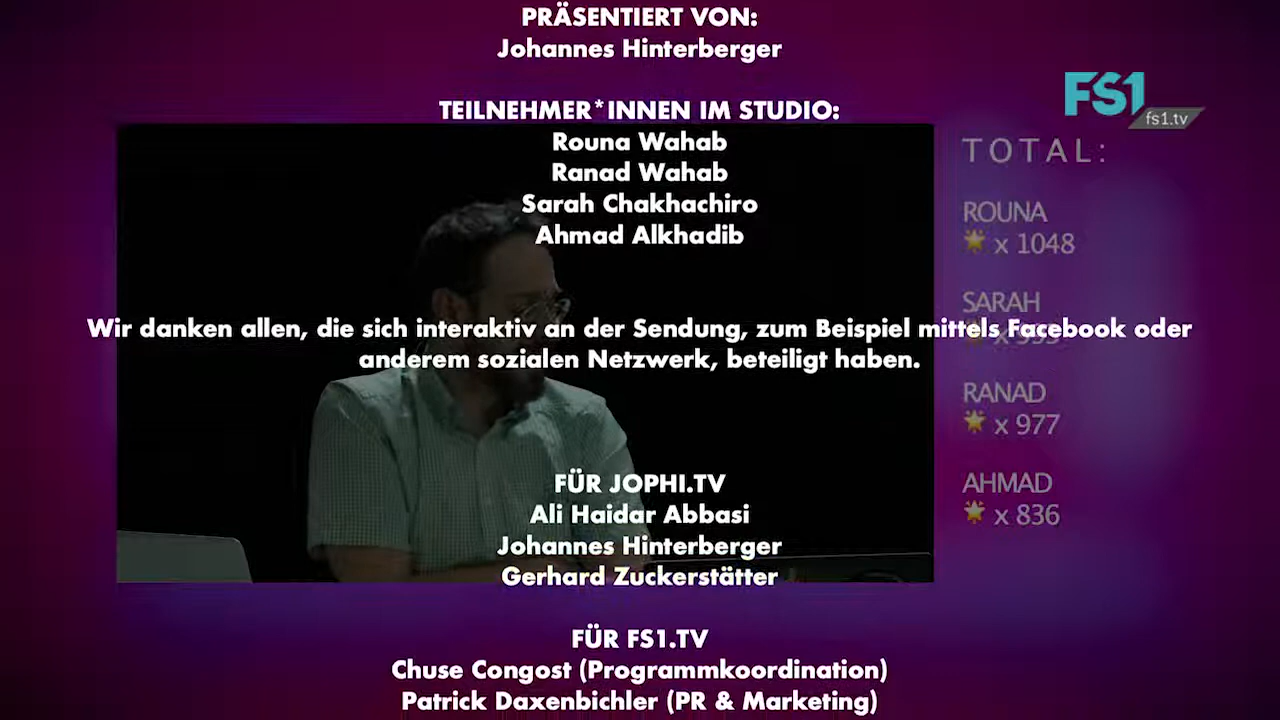 PRÄSENTIERT VON:
Johannes Hinterberger
TEILNEHMER*INNEN IM STUDIO:
Rouna Wahab
Ranad Wahab
Sarah Chakhachiro
Ahmad Alkhadib
Wir danken allen, die sich interaktiv an der Sendung, zum Beispiel mittels Facebook oder
anderem sozialen Netzwerk, beteiligt haben.
FÜR JOPHI.TV
Ali Haidar Abbasi
Johannes Hinterberger
Gerhard Zuckerstätter
FÜR FS1.TV
Chuse Congost (Programmkoordination)
Patrick Daxenbichler (PR & Marketing)
FS1
fs1.tv
TOTAL:
ROUNA
x 1048
SARAH
RANAD
x 977
AHMAD
x 836